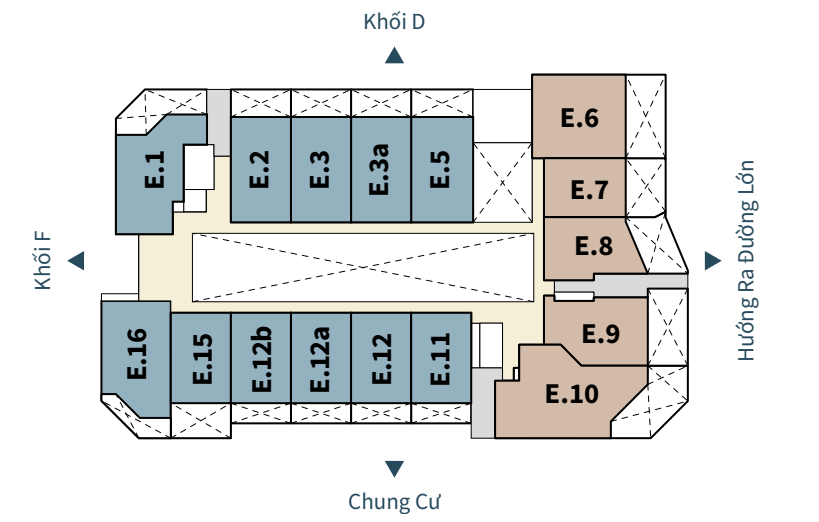 Khối D
E.1
E.2
E.3
E.3a
E.5
E.6
E.7
E.8
Khối F
Hướng Ra Đường Lớn
E.16
E.15
E.12b
E.12a
E.12
E.11
E.9
E.10
Chung Cư